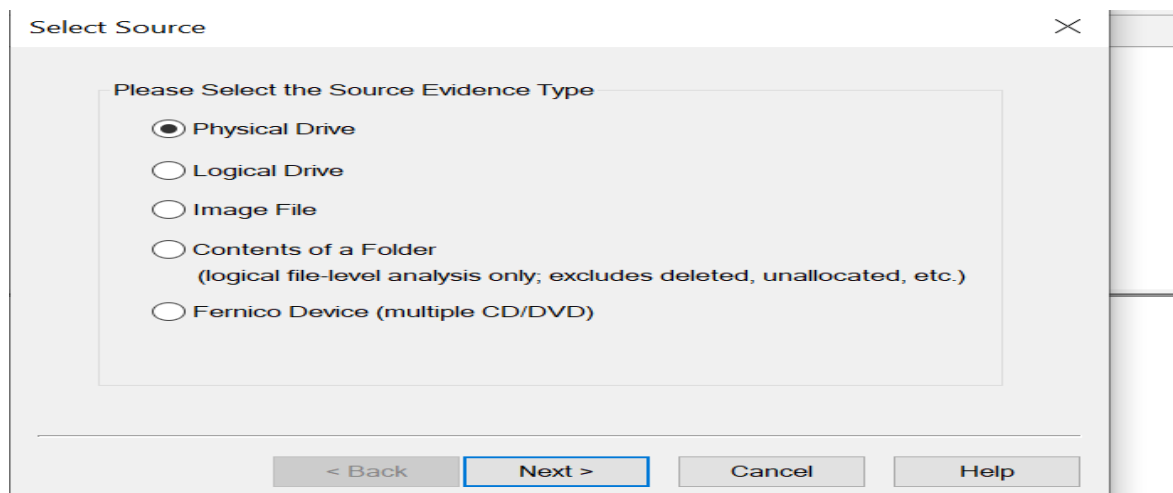 Select Source
Please Select the Source Evidence Type
Physical Drive
Logical Drive
Image File
Contents of a Folder
(logical file-level analysis only; excludes deleted, unallocated, etc.)
Fernico Device (multiple CD/DVD)
< Back
Next >
Cancel
Help